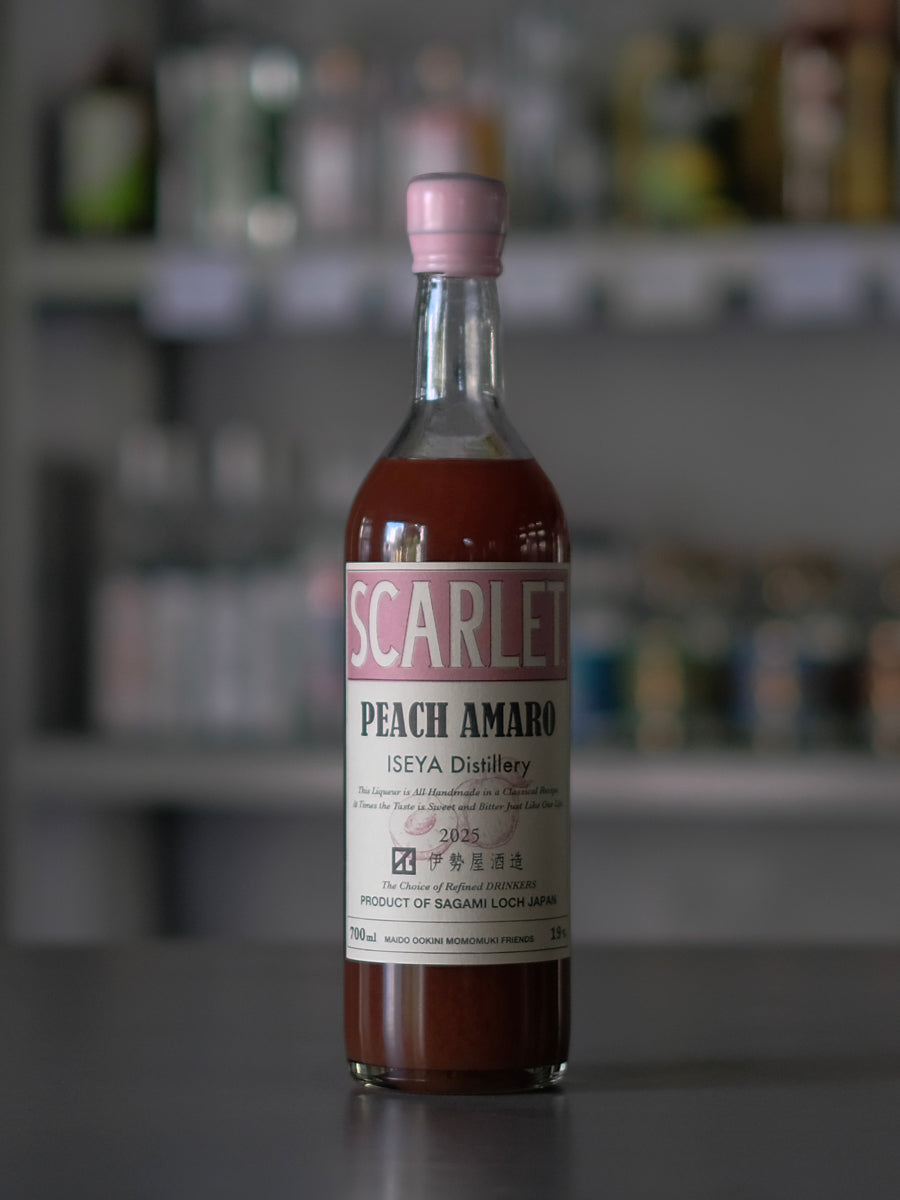 SCARLET.
PEACH AMARO
ISEYA Distillery
This Liqueur is All Handmade in a Classical Recipe,
At Times the Taste is Sweet and Bitter Just Like Our
2025
伊勢屋酒造
The Choice of Refined DRINKERS
PRODUCT OF SAGAMI LOCH JAPAN
700ml MAIDO OOKINI MOMOMUKI FRIENDS 19%